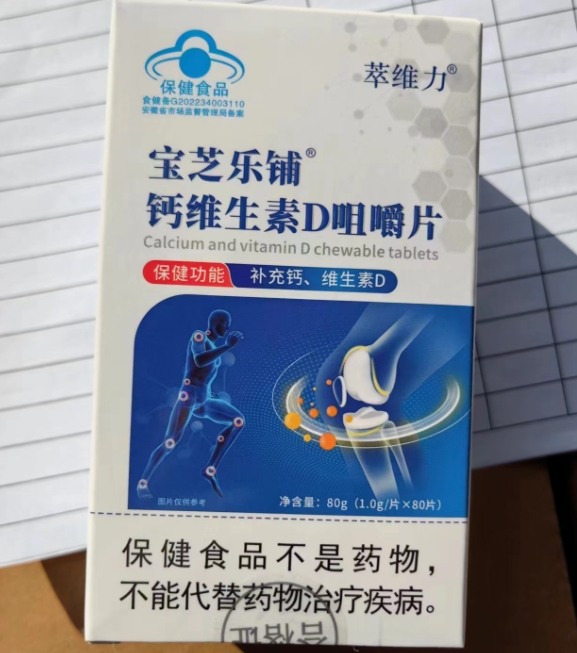 保健食品
食健备G202234003110
安徽省市场监督管理局备案
萃维力®
宝芝乐铺®
钙维生素D咀嚼片
Calcium and vitamin D chewable tablets
保健功能 补充钙、维生素D
图片仅供参考
净含量：80g（1.0g/片×80片）
保健食品不是药物，
不能代替药物治疗疾病。
合格证